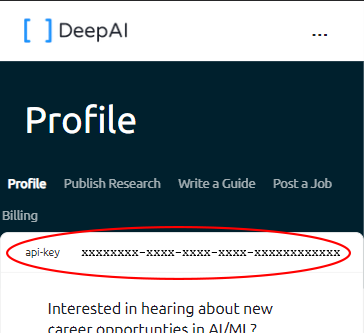 [ ] DeepAI ...
Profile
Profile Publish Research Write a Guide Post a Job
Billing
api-key xxxxxxxx-xxxx-xxxx-xxxx-xxxxxxxxxxxx
Interested in hearing about new
career opportunties in AI/ML?